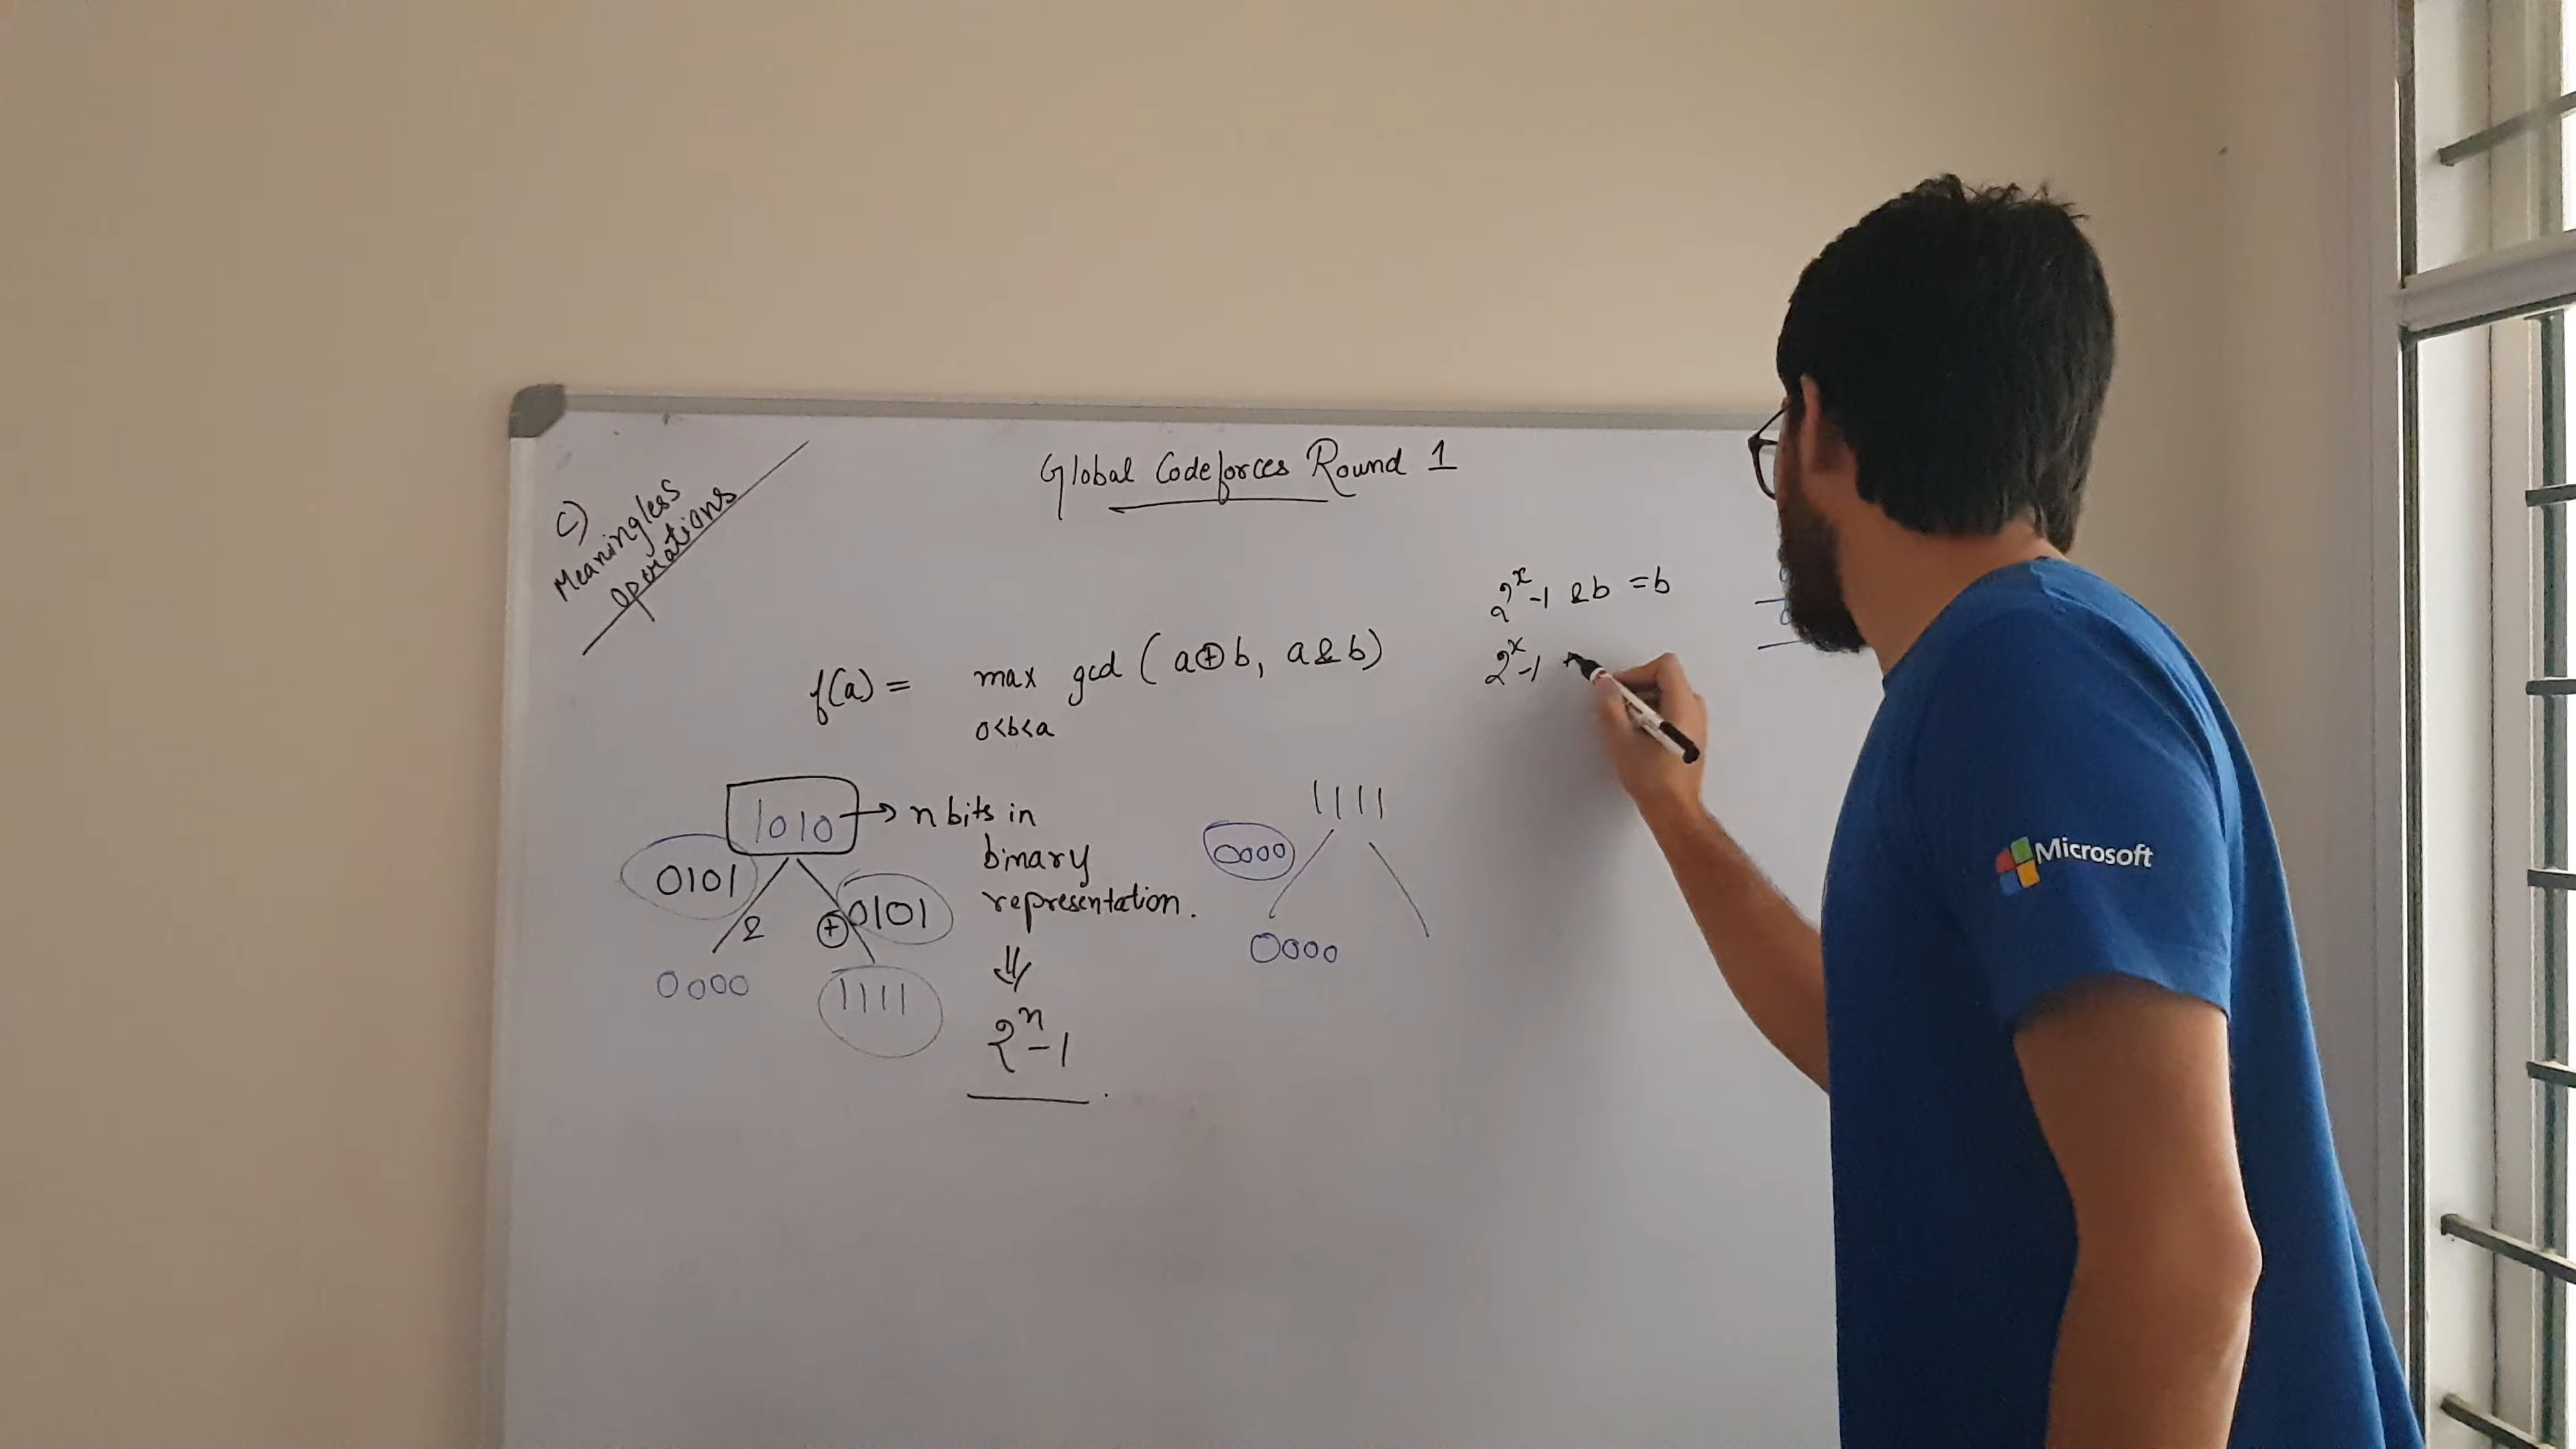 Global Codeforces Round 1
C)
Meaningless
operations
f(a) = max gcd (a⊕b, a&b)
0<b<a
2^x-1 &b =b
2^x-1
1010 → n bits in
binary
representation.
⇓
2^n-1
0101
&
0000
⊕
0101
1111
1111
0000
0000
Microsoft